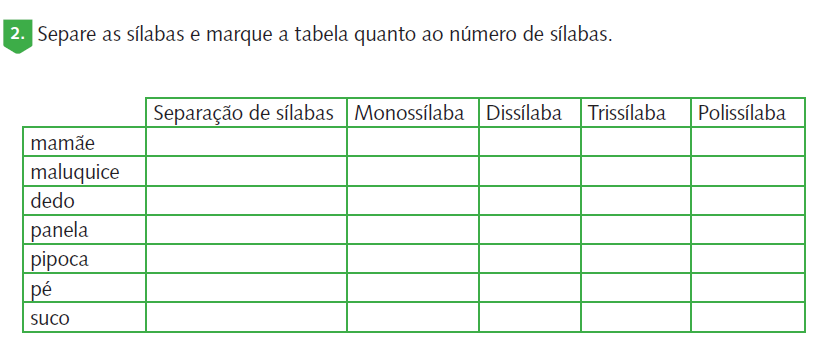 2. Separe as sílabas e marque a tabela quanto ao número de sílabas.
Separação de sílabas Monossílaba Dissílaba Trissílaba Polissílaba
mamãe
maluquice
dedo
panela
pipoca
pé
suco